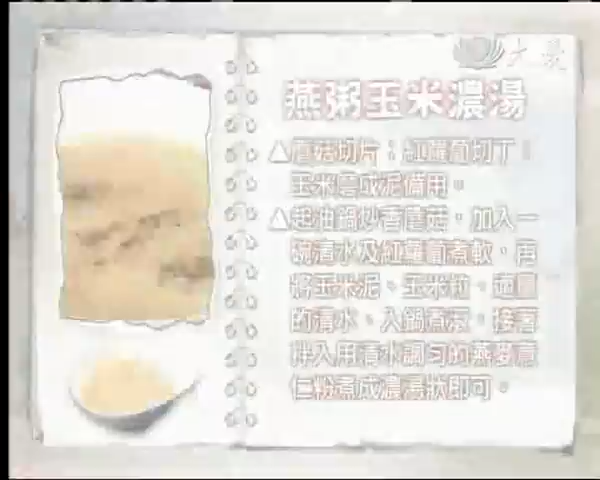 大愛
燕粥玉米濃湯
△蘑菇切片；紅蘿蔔切丁；
玉米磨成泥備用。
△起油鍋炒香蘑菇，加入一
碗清水及紅蘿蔔煮軟，再
將玉米泥、玉米粒、適量
的清水，入鍋煮滾，接著
拌入用清水調勻的燕麥薏
仁粉煮成濃湯狀即可。